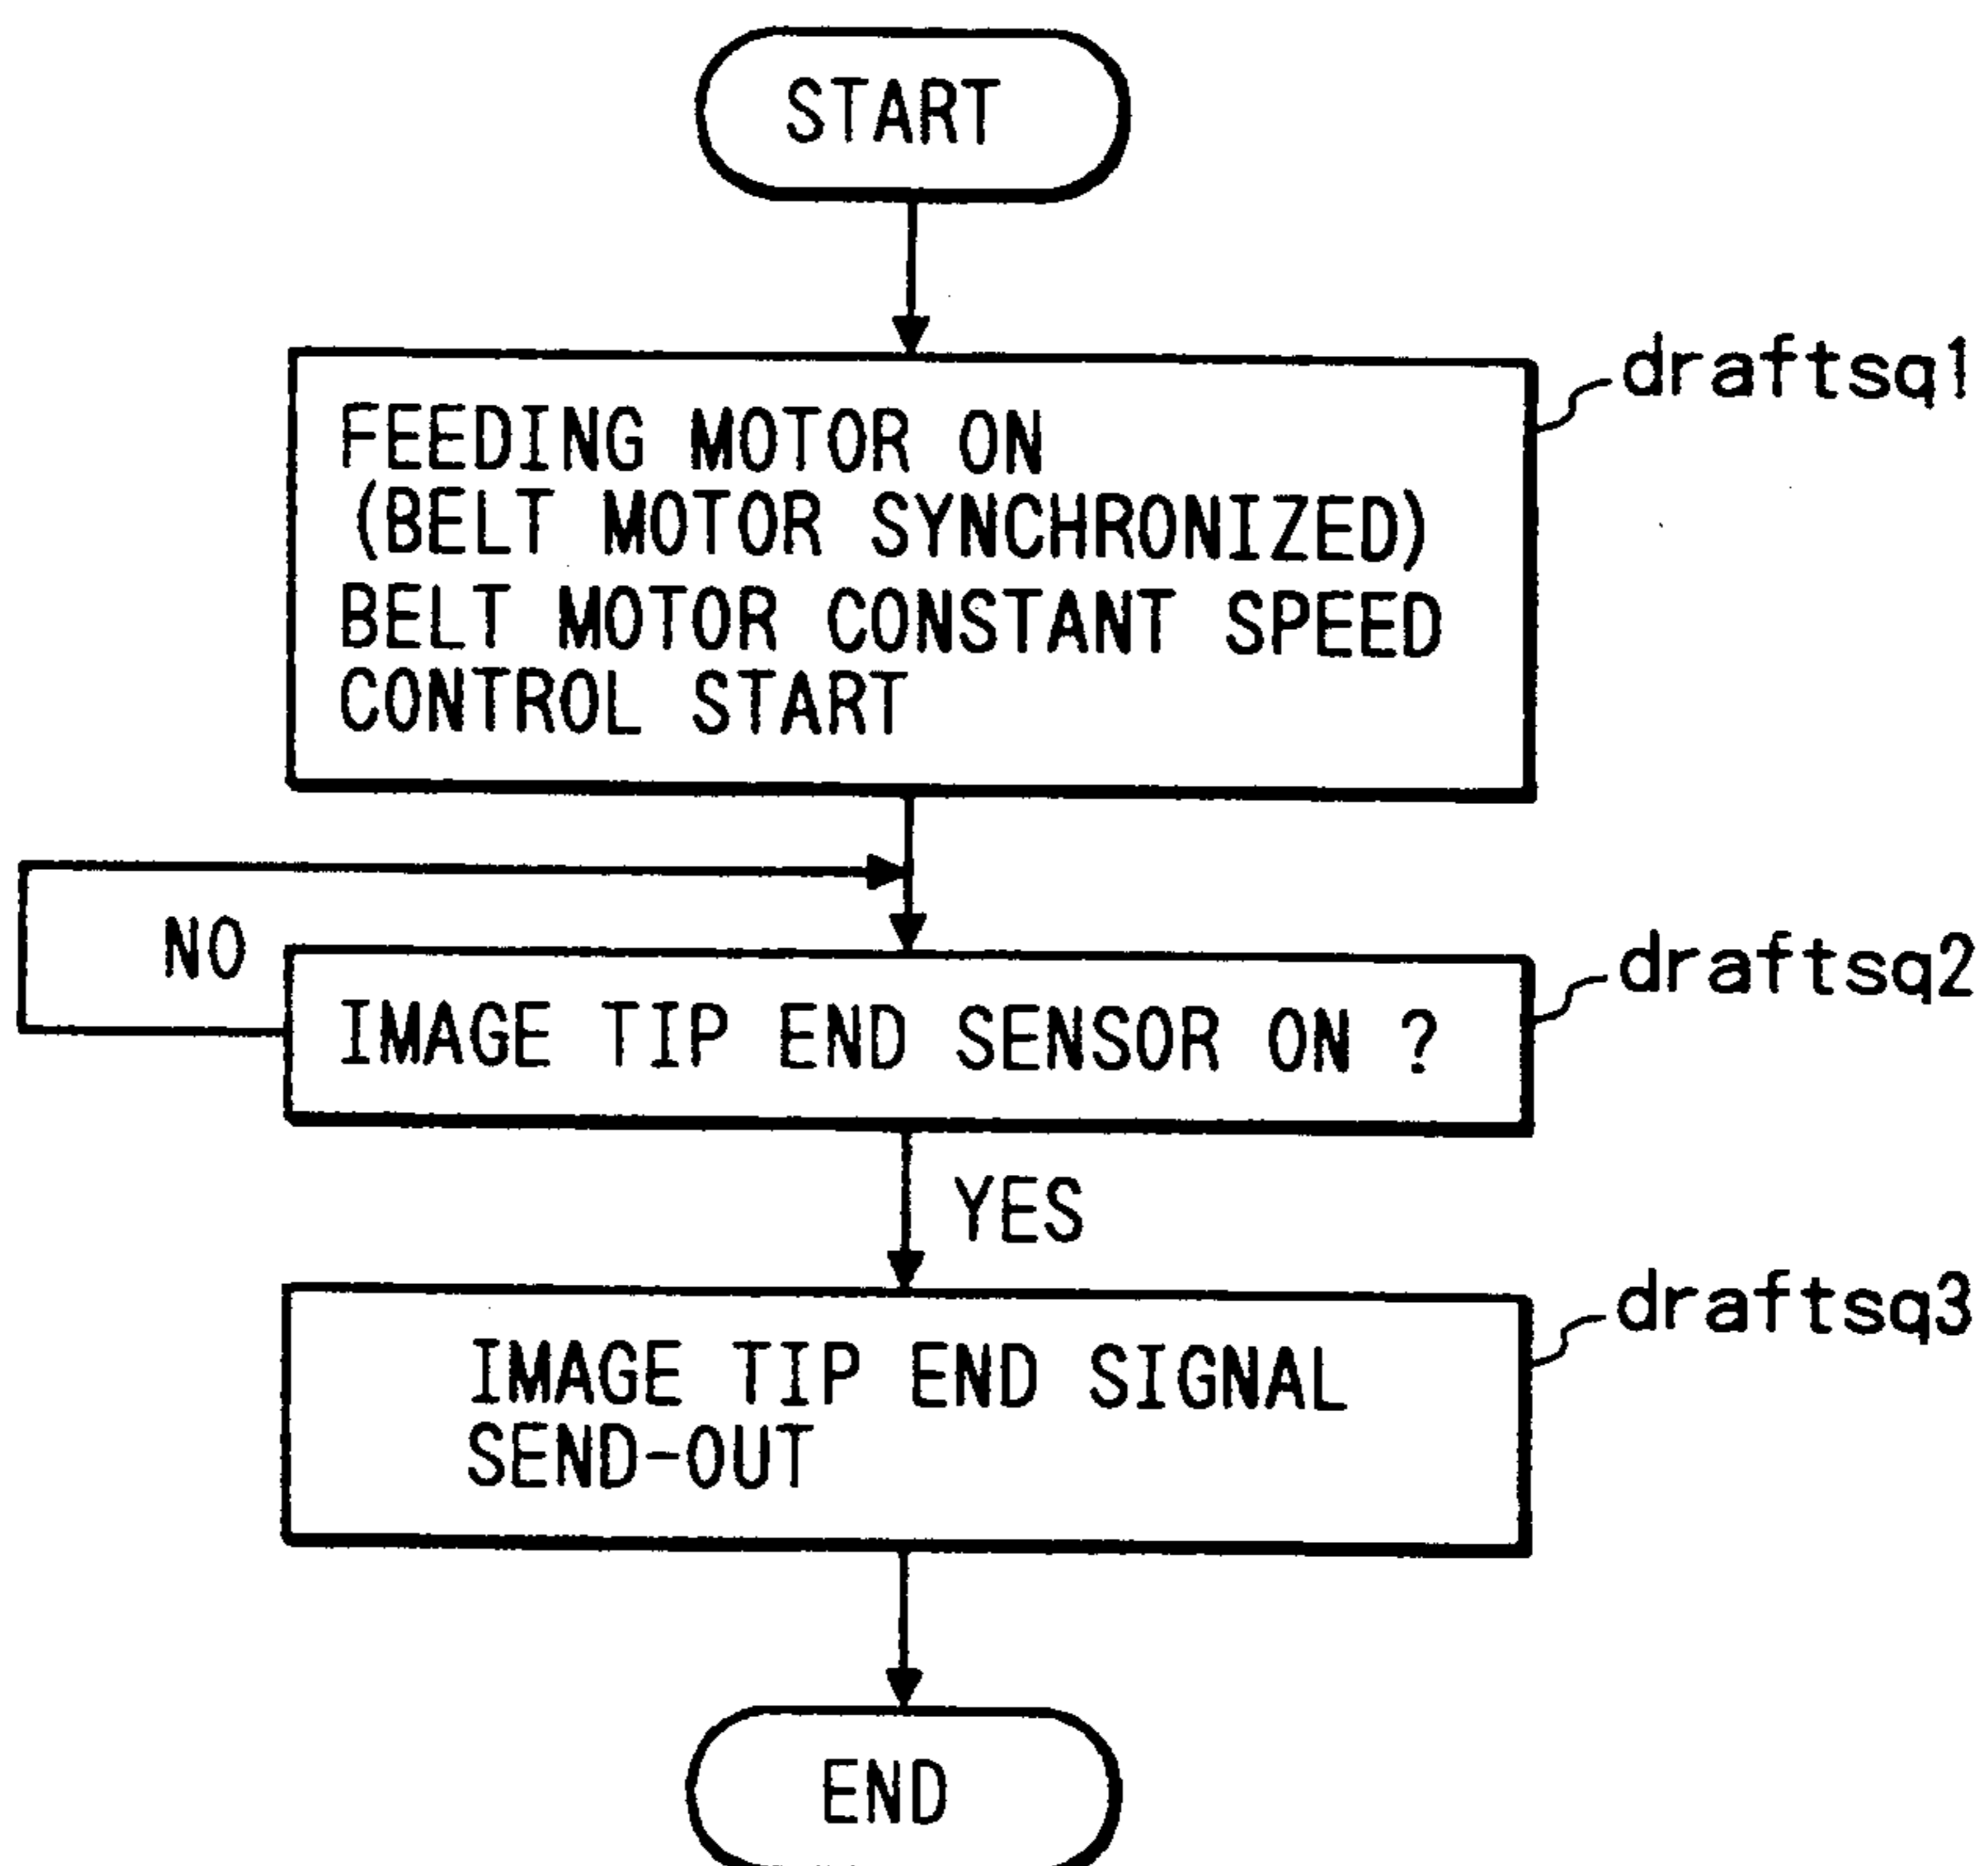 START
draftsq1
FEEDING MOTOR ON
(BELT MOTOR SYNCHRONIZED)
BELT MOTOR CONSTANT SPEED
CONTROL START
NO
draftsq2
IMAGE TIP END SENSOR ON ?
YES
draftsq3
IMAGE TIP END SIGNAL
SEND-OUT
END